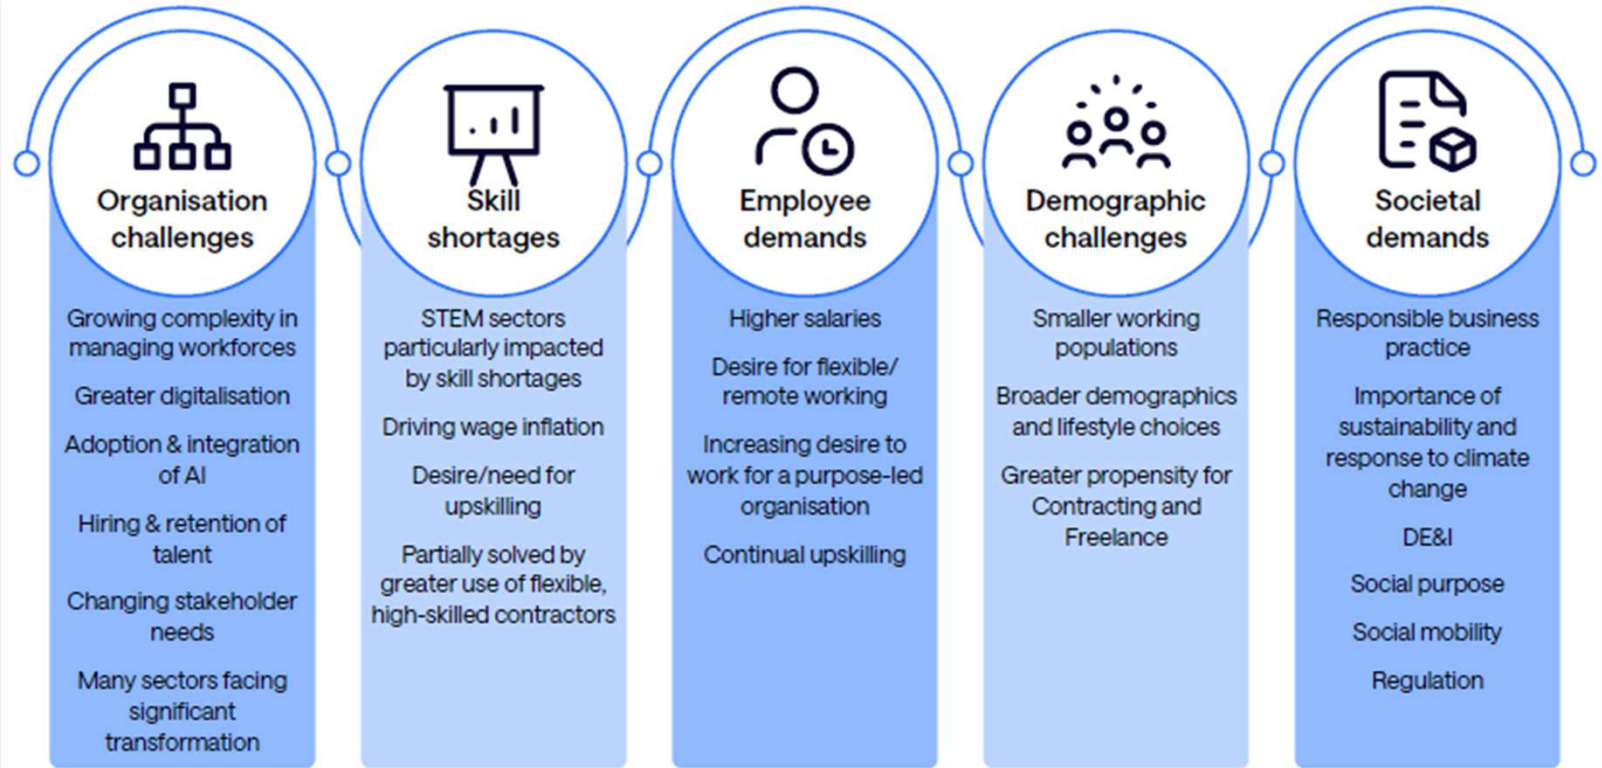 Organisation
challenges
Growing complexity in
managing workforces
Greater digitalisation
Adoption & integration
of AI
Hiring & retention of
talent
Changing stakeholder
needs
Many sectors facing
significant
transformation
Skill
shortages
STEM sectors
particularly impacted
by skill shortages
Driving wage inflation
Desire/need for
upskilling
Partially solved by
greater use of flexible,
high-skilled contractors
Employee
demands
Higher salaries
Desire for flexible/
remote working
Increasing desire to
work for a purpose-led
organisation
Continual upskilling
Demographic
challenges
Smaller working
populations
Broader demographics
and lifestyle choices
Greater propensity for
Contracting and
Freelance
Societal
demands
Responsible business
practice
Importance of
sustainability and
response to climate
change
DE&I
Social purpose
Social mobility
Regulation